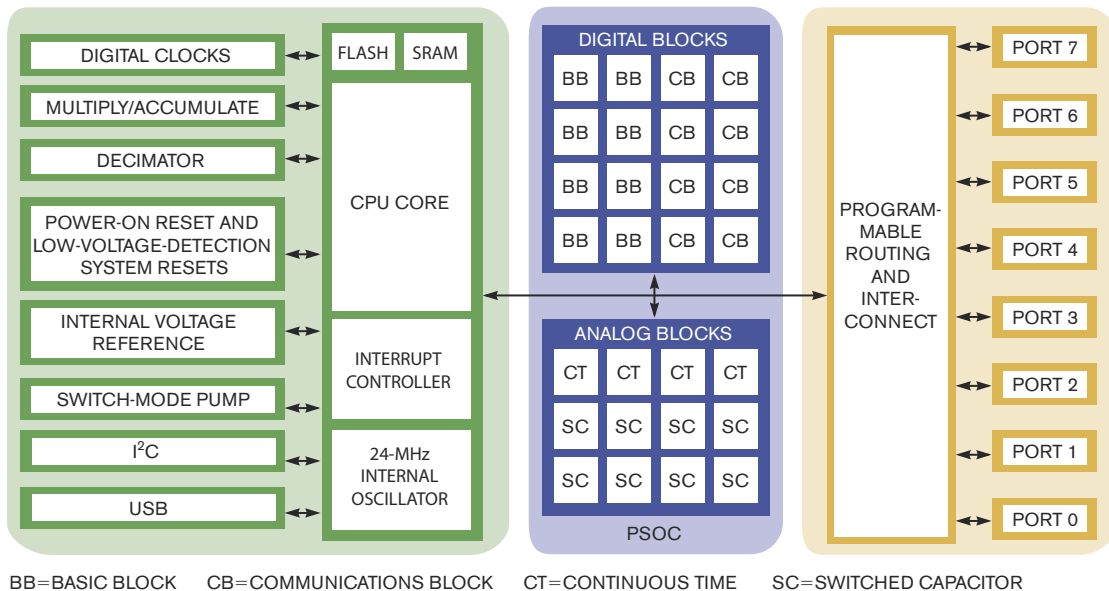 DIGITAL CLOCKS
MULTIPLY/ACCUMULATE
DECIMATOR
POWER-ON RESET AND
LOW-VOLTAGE-DETECTION
SYSTEM RESETS
INTERNAL VOLTAGE
REFERENCE
SWITCH-MODE PUMP
I²C
USB
FLASH
SRAM
CPU CORE
INTERRUPT
CONTROLLER
24-MHz
INTERNAL
OSCILLATOR
DIGITAL BLOCKS
BB BB CB CB
BB BB CB CB
BB BB CB CB
BB BB CB CB
ANALOG BLOCKS
CT CT CT CT
SC SC SC SC
SC SC SC SC
PSOC
PROGRAM-
MABLE
ROUTING
AND
INTER-
CONNECT
PORT 7
PORT 6
PORT 5
PORT 4
PORT 3
PORT 2
PORT 1
PORT 0
BB=BASIC BLOCK CB=COMMUNICATIONS BLOCK CT=CONTINUOUS TIME SC=SWITCHED CAPACITOR